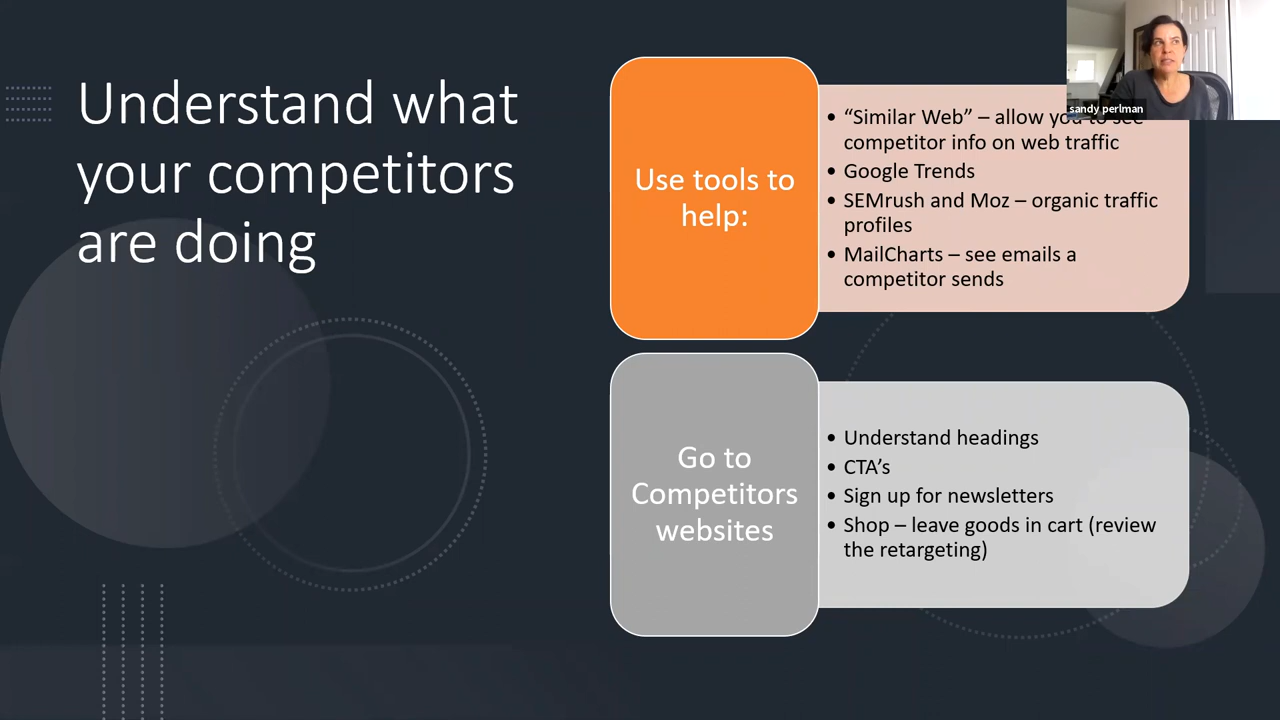 Understand what
your competitors
are doing
Use tools to
help:
• “Similar Web” – allow you to see
competitor info on web traffic
• Google Trends
• SEMrush and Moz – organic traffic
profiles
• MailCharts – see emails a
competitor sends
Go to
Competitors
websites
• Understand headings
• CTA’s
• Sign up for newsletters
• Shop – leave goods in cart (review
the retargeting)
sandy perlman